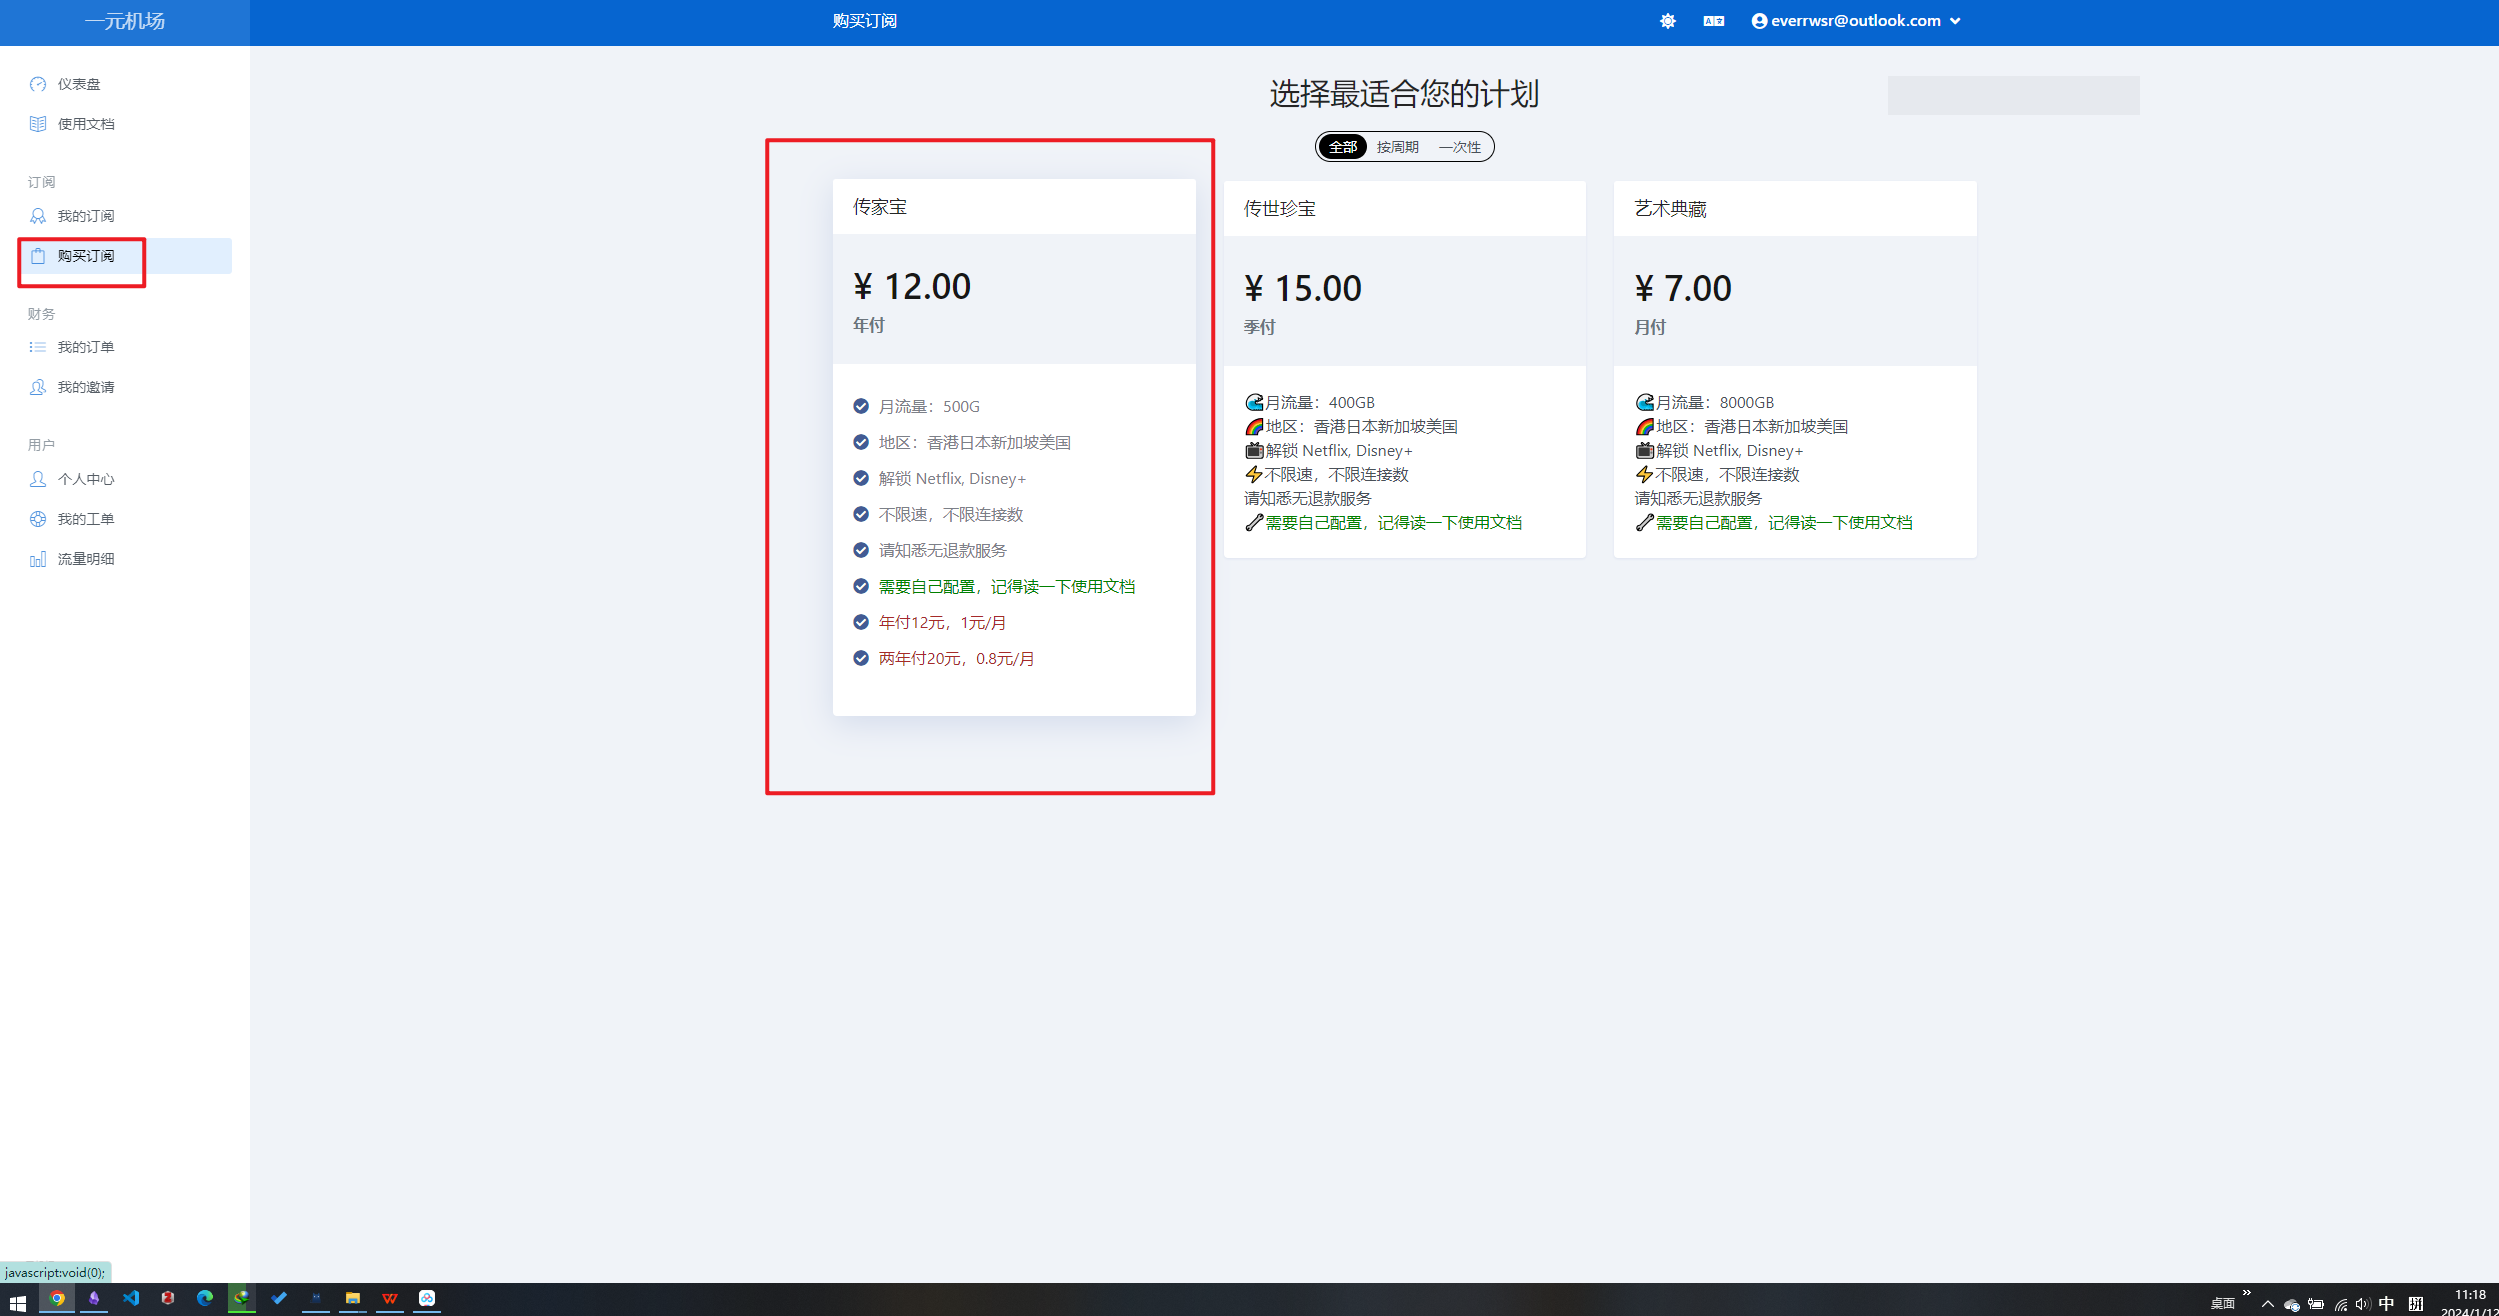 一元机场
购买订阅
everrwsr@outlook.com
仪表盘
使用文档
订阅
我的订阅
购买订阅
财务
我的订单
我的邀请
用户
个人中心
我的工单
流量明细
选择最适合您的计划
全部 按周期 一次性
传家宝
¥ 12.00
年付
月流量：500G
地区：香港日本新加坡美国
解锁 Netflix, Disney+
不限速，不限连接数
请知悉无退款服务
需要自己配置，记得读一下使用文档
年付12元，1元/月
两年付20元，0.8元/月
传世珍宝
¥ 15.00
季付
🌊月流量：400GB
🌈地区：香港日本新加坡美国
📺解锁 Netflix, Disney+
⚡不限速，不限连接数
请知悉无退款服务
🦴需要自己配置，记得读一下使用文档
艺术典藏
¥ 7.00
月付
🌊月流量：8000GB
🌈地区：香港日本新加坡美国
📺解锁 Netflix, Disney+
⚡不限速，不限连接数
请知悉无退款服务
🦴需要自己配置，记得读一下使用文档
javascript:void(0);
桌面
中
拼
11:18
2024/1/12